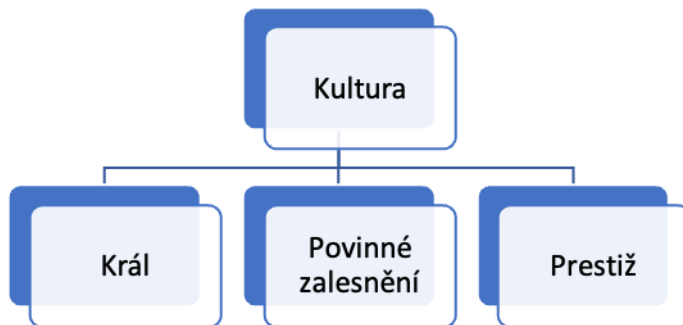 Kultura
Král
Povinné
zalesnění
Prestiž